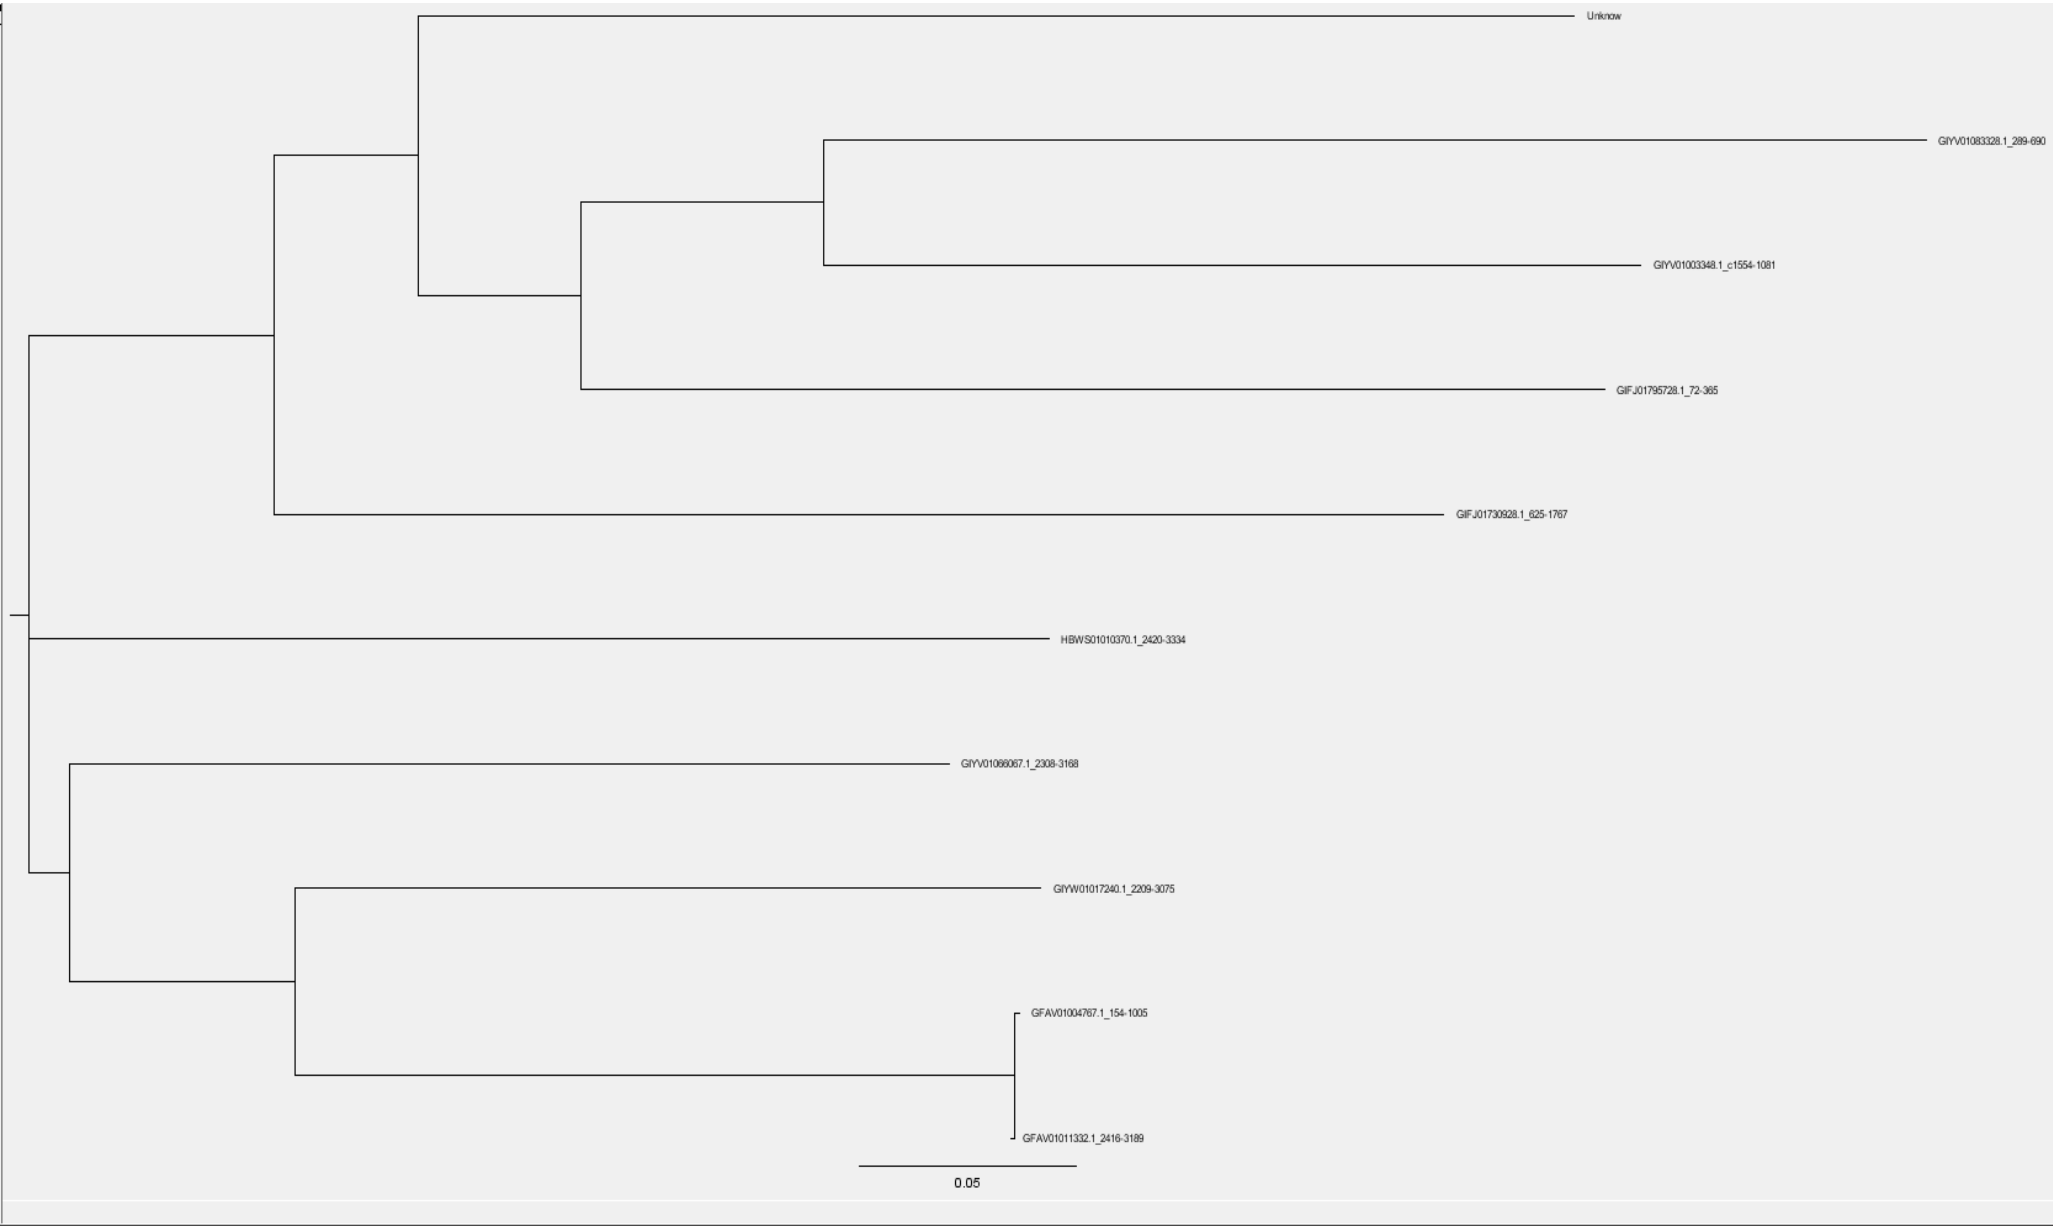 Unknow
GIYV01083328.1_289-690
GIYV01003348.1_c1554-1081
GIFJ01795728.1_72-365
GIFJ01730928.1_625-1767
HBWS01010370.1_2420-3334
GIYV01066067.1_2308-3168
GIYW01017240.1_2209-3075
GFAV01004767.1_154-1005
GFAV01011332.1_2416-3189
0.05